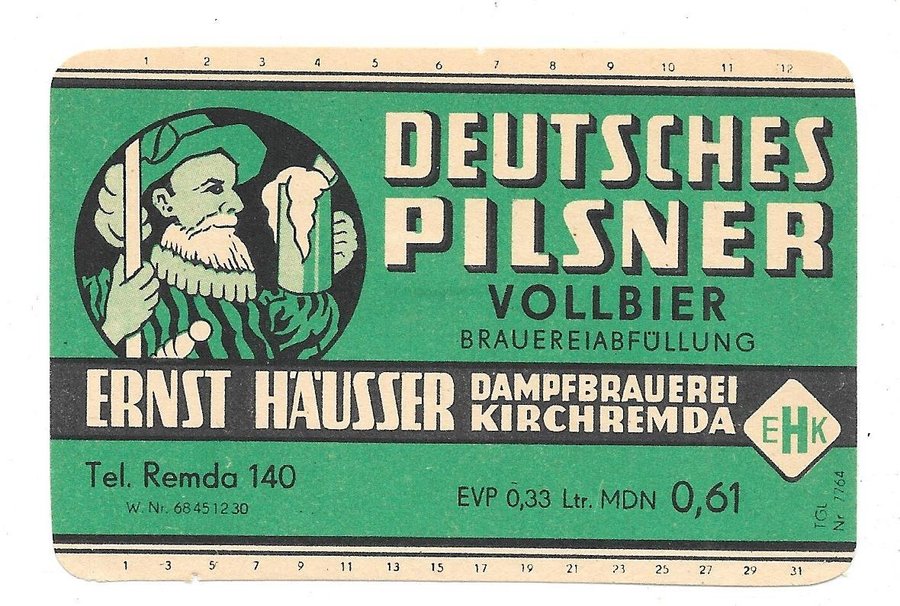 1 2 3 4 5 6 7 8 9 10 11 12
DEUTSCHES
PILSNER
VOLLBIER
BRAUEREIABFÜLLUNG
ERNST HÄUSSER DAMPFBRAUEREI
KIRCHREMDA
EHK
Tel. Remda 140
W. Nr. 68451230
EVP 0,33 Ltr. MDN 0,61
TGL 7764
Nr
1 3 5 7 9 11 13 15 17 19 21 23 25 27 29 31